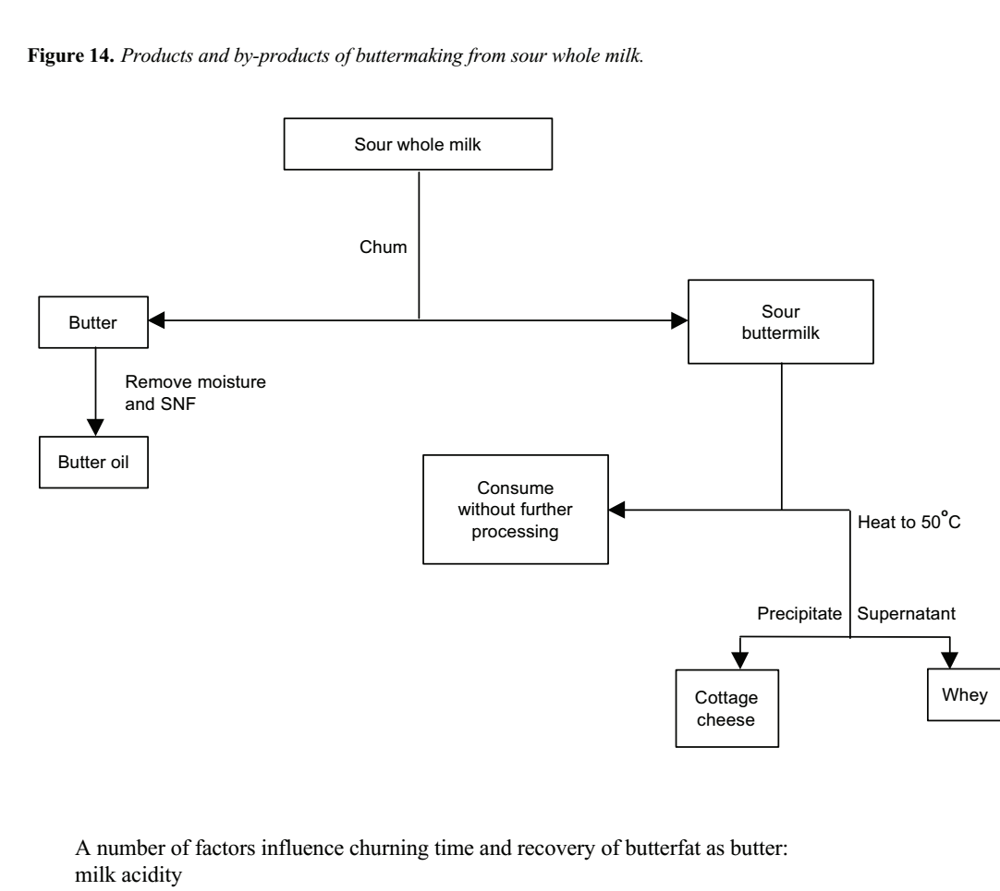 Figure 14. Products and by-products of buttermaking from sour whole milk.
Sour whole milk
Chum
Butter
Sour
buttermilk
Remove moisture
and SNF
Butter oil
Consume
without further
processing
Heat to 50°C
Precipitate
Supernatant
Cottage
cheese
Whey
A number of factors influence churning time and recovery of butterfat as butter:
milk acidity